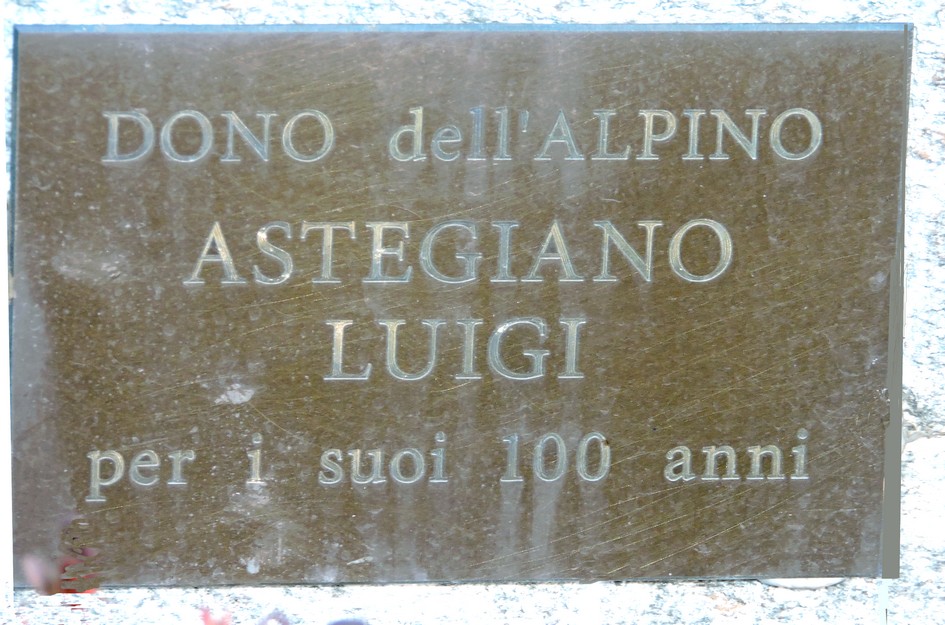 DONO dell'ALPINO
ASTEGIANO
LUIGI
per i suoi 100 anni